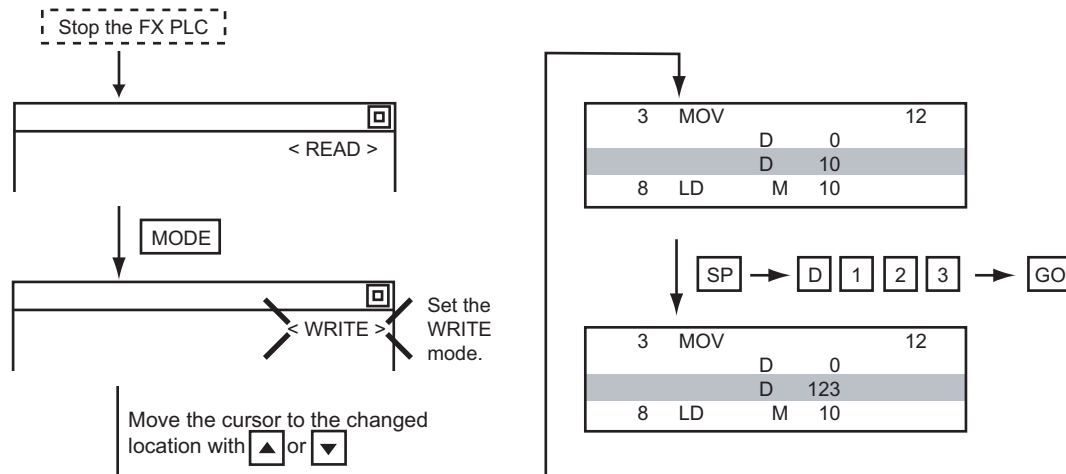 Stop the FX PLC
< READ >
MODE
< WRITE >
Set the
WRITE
mode.
Move the cursor to the changed
location with ▲ or ▼
3 MOV 12
D 0
D 10
8 LD M 10
SP D 1 2 3 GO
3 MOV 12
D 0
D 123
8 LD M 10